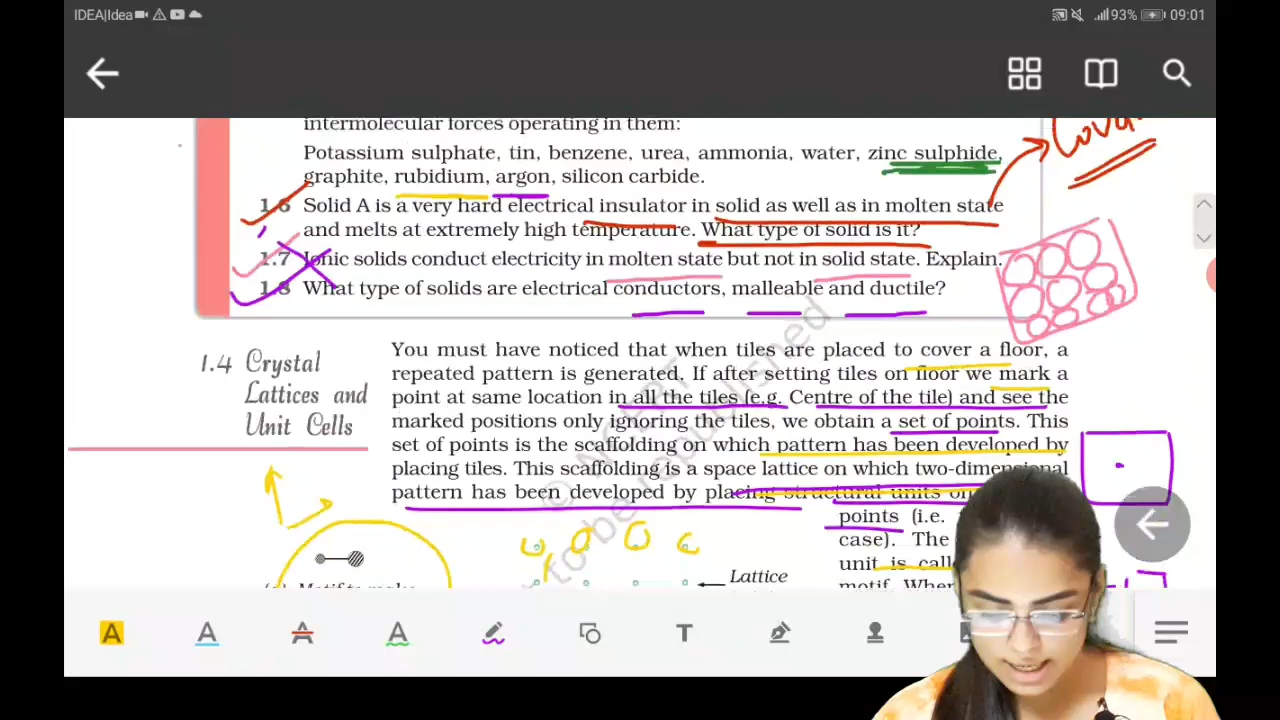 IDEA|Idea 93% 09:01
intermolecular forces operating in them:
Potassium sulphate, tin, benzene, urea, ammonia, water, zinc sulphide,
graphite, rubidium, argon, silicon carbide.
1.6 Solid A is a very hard electrical insulator in solid as well as in molten state
and melts at extremely high temperature. What type of solid is it?
1.7 Ionic solids conduct electricity in molten state but not in solid state. Explain.
1.8 What type of solids are electrical conductors, malleable and ductile?
1.4 Crystal
Lattices and
Unit Cells
You must have noticed that when tiles are placed to cover a floor, a
repeated pattern is generated. If after setting tiles on floor we mark a
point at same location in all the tiles (e.g. Centre of the tile) and see the
marked positions only ignoring the tiles, we obtain a set of points. This
set of points is the scaffolding on which pattern has been developed by
placing tiles. This scaffolding is a space lattice on which two-dimensional
pattern has been developed by placing structural units on
points (i.e.
case). The
unit is call
motif. When
Lattice
© NCERT
to be republished
A A A A T